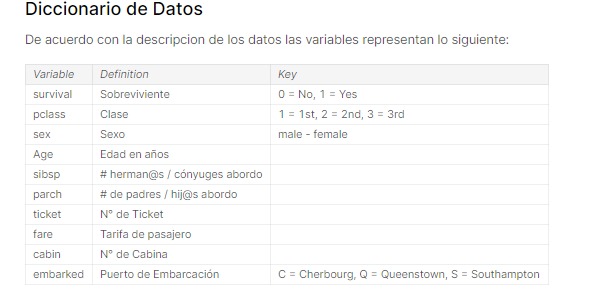 Diccionario de Datos
De acuerdo con la descripcion de los datos las variables representan lo siguiente:
Variable Definition Key
survival Sobreviviente 0 = No, 1 = Yes
pclass Clase 1 = 1st, 2 = 2nd, 3 = 3rd
sex Sexo male - female
Age Edad en años
sibsp # herman@s / cónyuges abordo
parch # de padres / hij@s abordo
ticket N° de Ticket
fare Tarifa de pasajero
cabin N° de Cabina
embarked Puerto de Embarcación C = Cherbourg, Q = Queenstown, S = Southampton